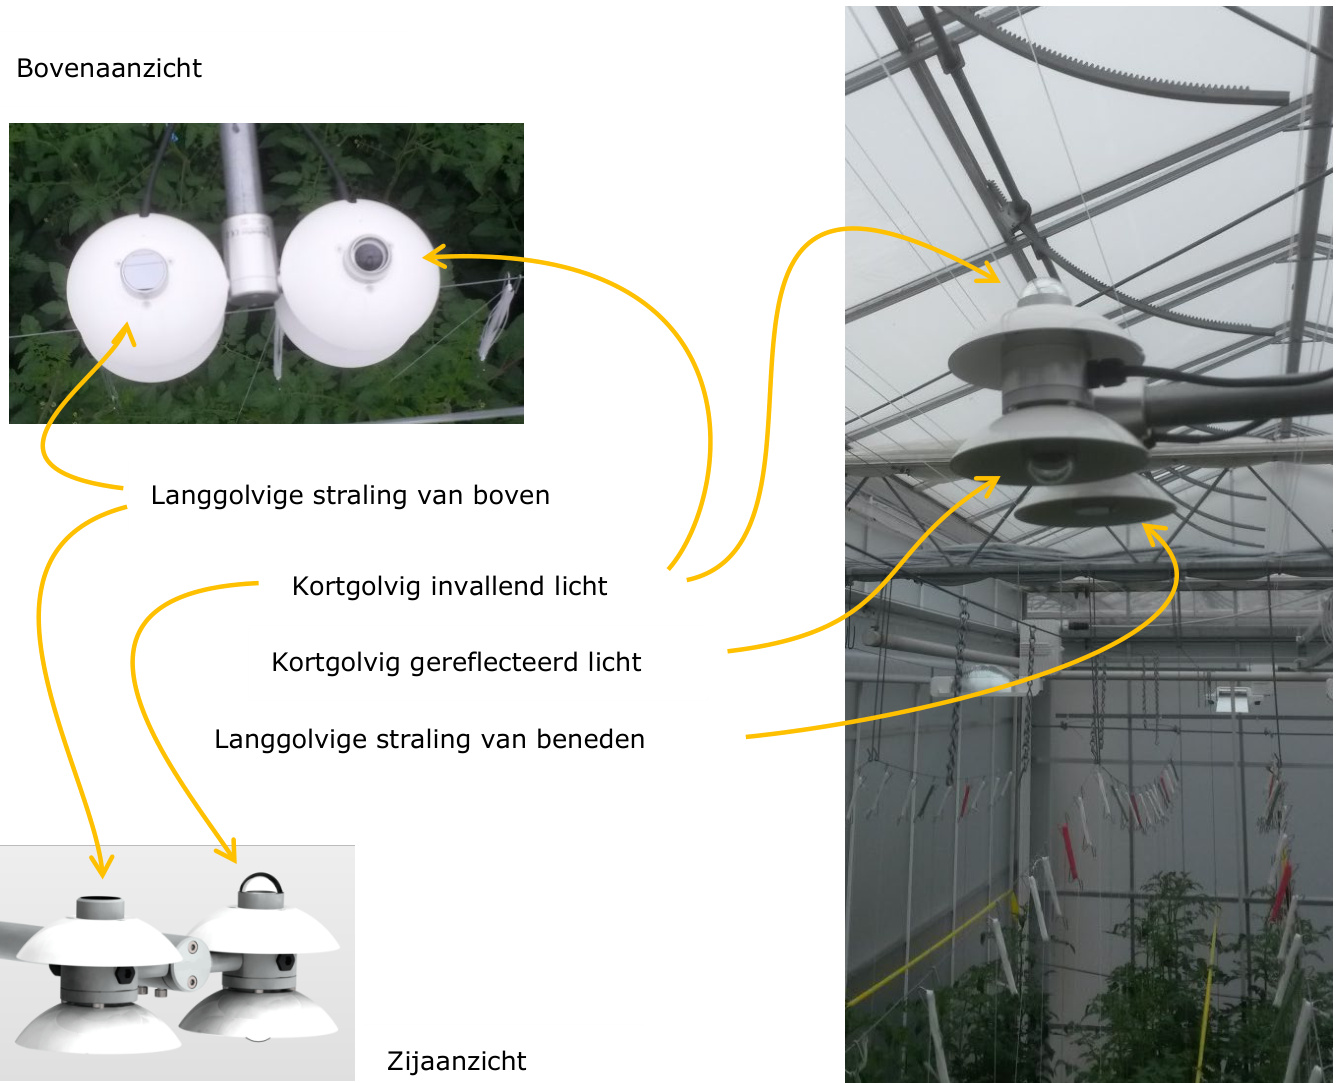 Bovenaanzicht
Langgolvige straling van boven
Kortgolvig invallend licht
Kortgolvig gereflecteerd licht
Langgolvige straling van beneden
Zijaanzicht